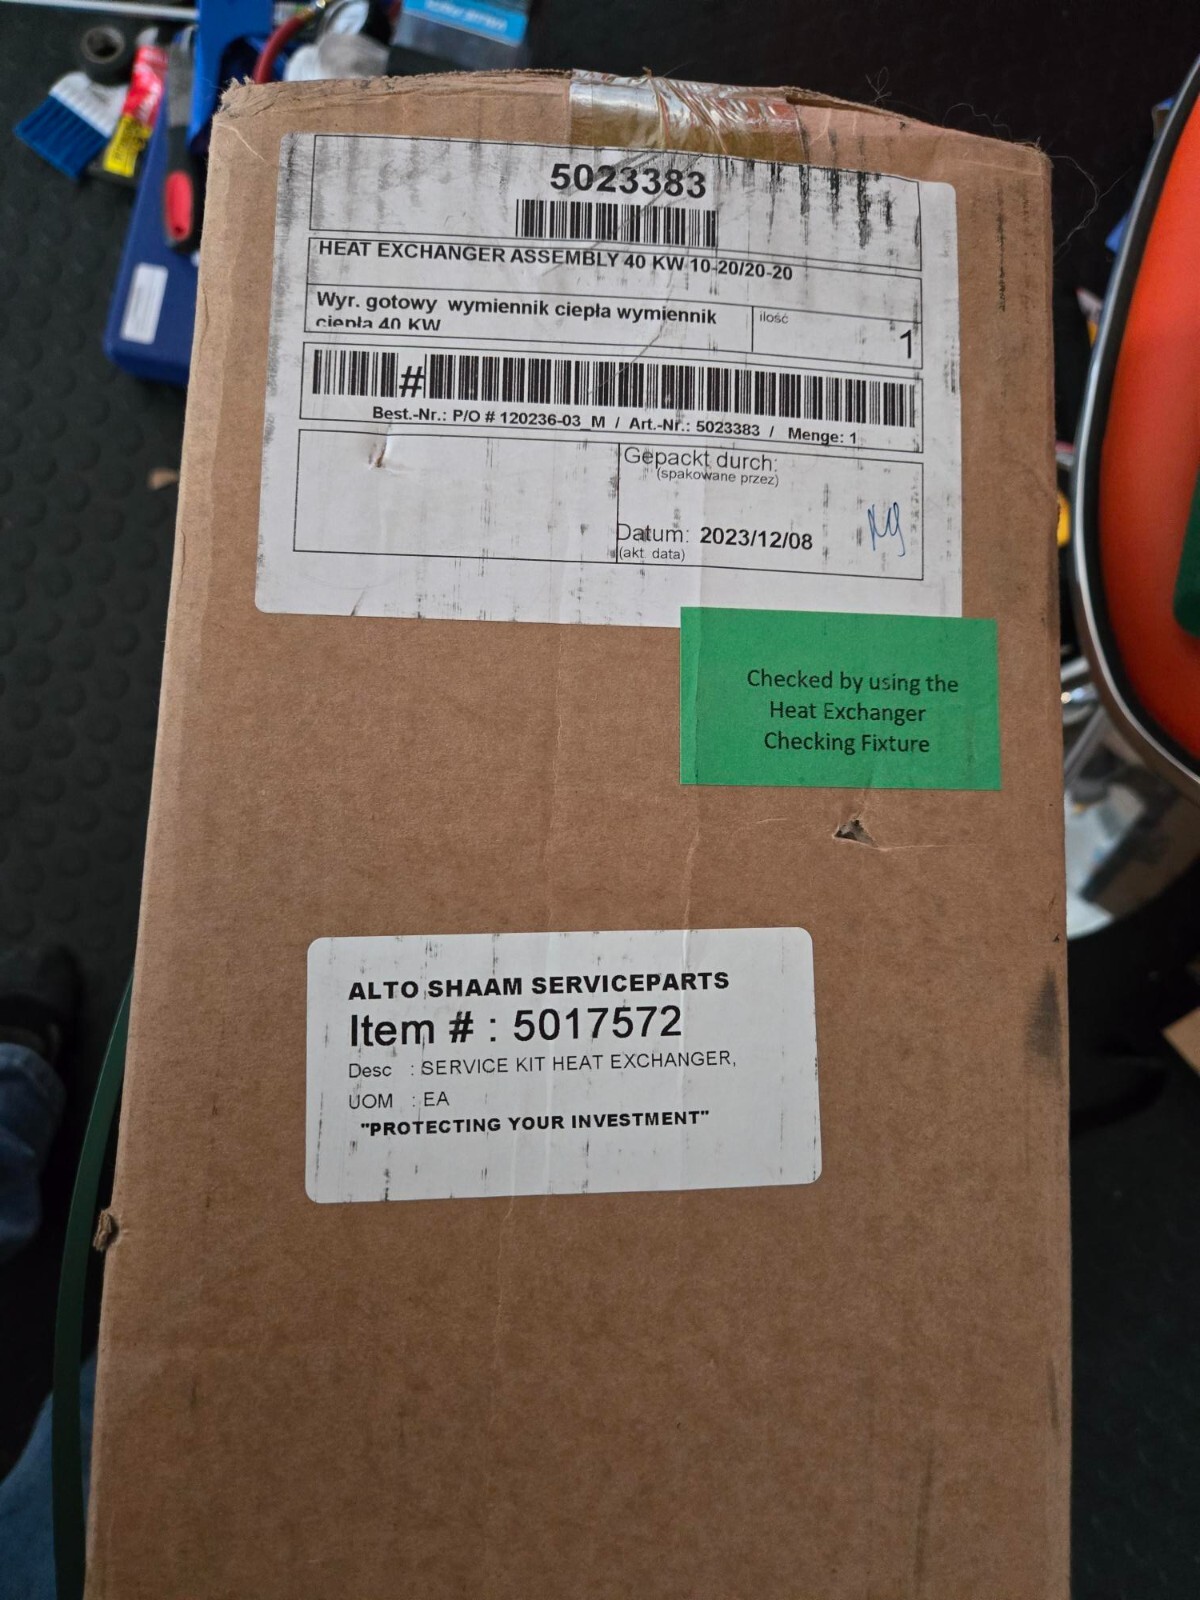 5023383
HEAT EXCHANGER ASSEMBLY 40 KW 10-20/20-20
Wyr. gotowy wymiennik ciepła wymiennik
ciepła 40 KW
ilość
1
#
Best.-Nr.: P/O # 120236-03_M / Art.-Nr.: 5023383 / Menge: 1
Gepackt durch:
(spakowane przez)
Datum: 2023/12/08
(akt. data)
Checked by using the
Heat Exchanger
Checking Fixture
ALTO SHAAM SERVICEPARTS
Item # : 5017572
Desc : SERVICE KIT HEAT EXCHANGER,
UOM : EA
"PROTECTING YOUR INVESTMENT"